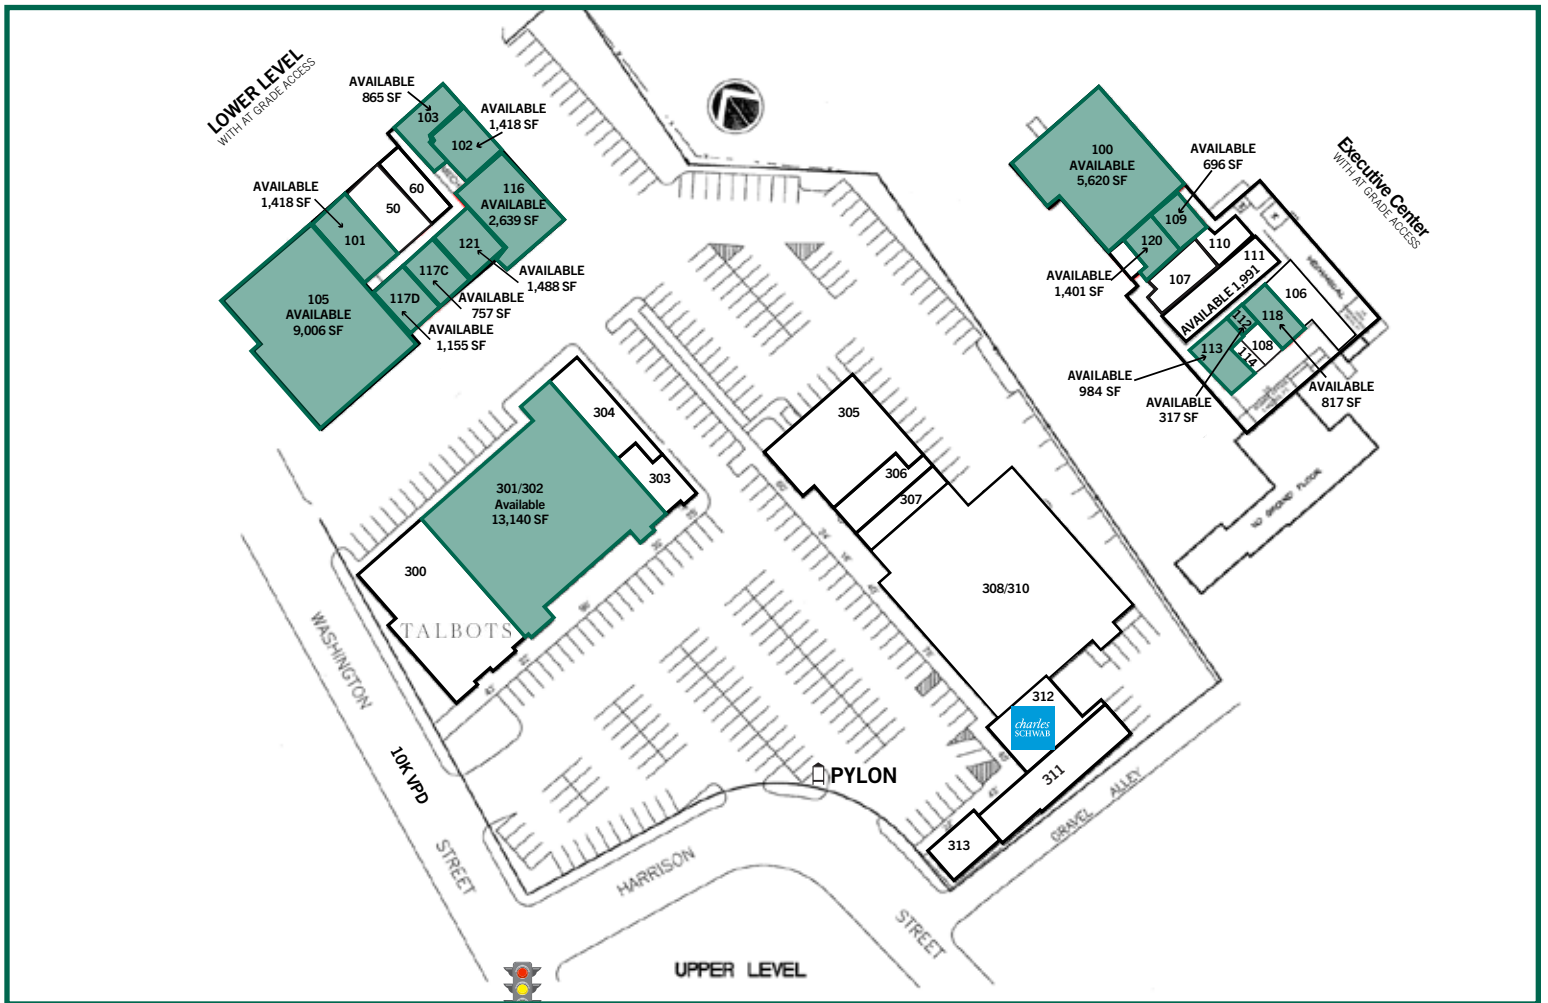 LOWER LEVEL
WITH AT GRADE ACCESS
AVAILABLE
865 SF
103
AVAILABLE
1,418 SF
102
MECH
60
50
116
AVAILABLE
2,639 SF
AVAILABLE
1,418 SF
101
121
AVAILABLE
1,488 SF
117C
AVAILABLE
757 SF
117D
AVAILABLE
1,155 SF
105
AVAILABLE
9,006 SF
Executive Center
WITH AT GRADE ACCESS
100
AVAILABLE
5,620 SF
AVAILABLE
696 SF
109
120
AVAILABLE
1,401 SF
110
107
111
AVAILABLE 1,991
MECHANICAL
106
118
112
113
108
114
AVAILABLE
984 SF
AVAILABLE
317 SF
AVAILABLE
817 SF
NO GROUND FLOOR
304
303
301/302
Available
13,140 SF
300
TALBOTS
305
306
307
308/310
312
charles
SCHWAB
311
313
PYLON
WASHINGTON
STREET
10K VPD
HARRISON
STREET
GRAVEL ALLEY
UPPER LEVEL